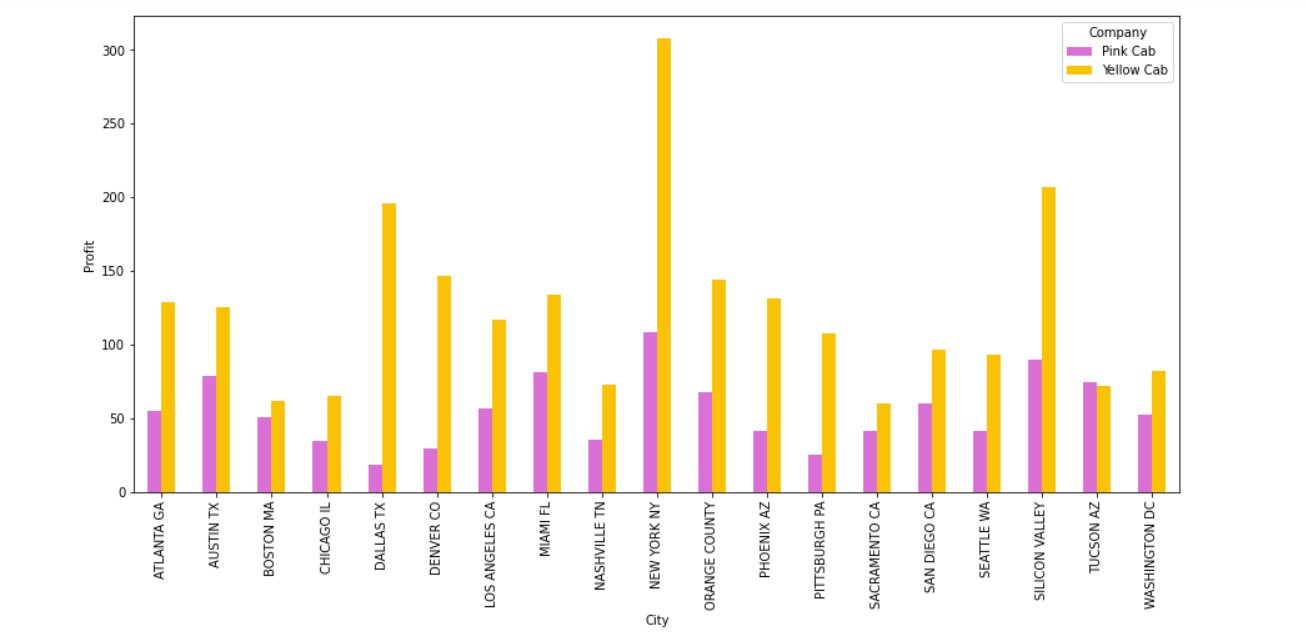 Company
Pink Cab
Yellow Cab
300
250
200
150
100
50
0
Profit
ATLANTA GA
AUSTIN TX
BOSTON MA
CHICAGO IL
DALLAS TX
DENVER CO
LOS ANGELES CA
MIAMI FL
NASHVILLE TN
NEW YORK NY
ORANGE COUNTY
PHOENIX AZ
PITTSBURGH PA
SACRAMENTO CA
SAN DIEGO CA
SEATTLE WA
SILICON VALLEY
TUCSON AZ
WASHINGTON DC
City